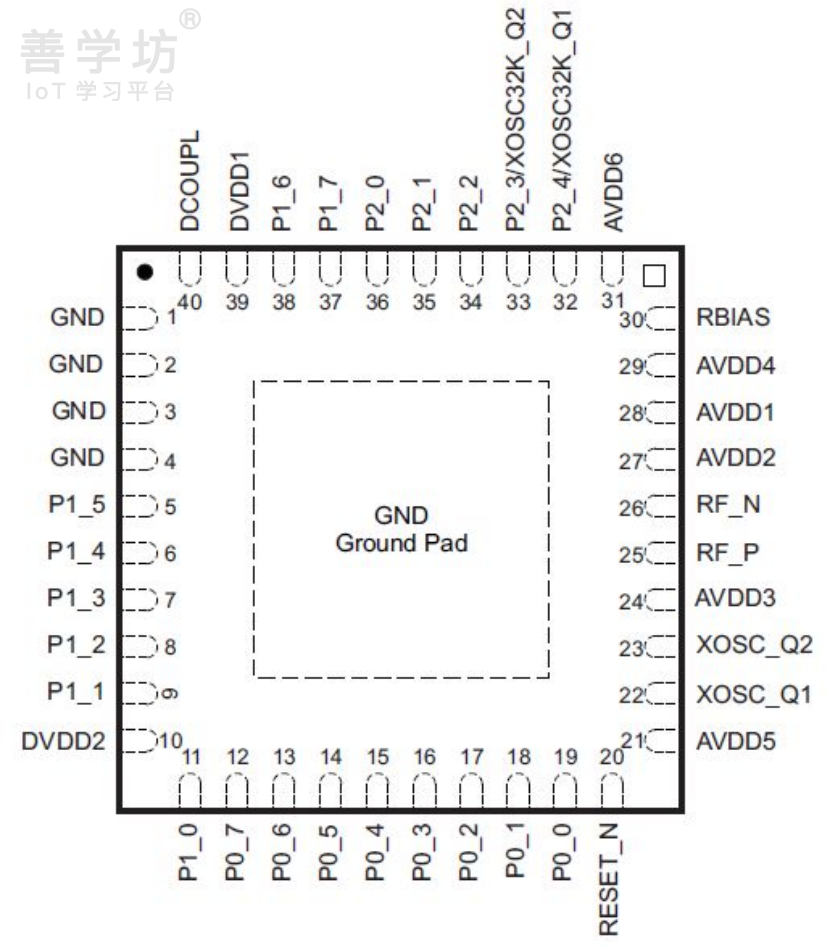 善学坊®
IoT 学习平台
DCOUPL
DVDD1
P1_6
P1_7
P2_0
P2_1
P2_2
P2_3/XOSC32K_Q2
P2_4/XOSC32K_Q1
AVDD6
40 39 38 37 36 35 34 33 32 31
GND 1
GND 2
GND 3
GND 4
P1_5 5
P1_4 6
P1_3 7
P1_2 8
P1_1 9
DVDD2 10
GND
Ground Pad
30 RBIAS
29 AVDD4
28 AVDD1
27 AVDD2
26 RF_N
25 RF_P
24 AVDD3
23 XOSC_Q2
22 XOSC_Q1
21 AVDD5
11 12 13 14 15 16 17 18 19 20
P1_0
P0_7
P0_6
P0_5
P0_4
P0_3
P0_2
P0_1
P0_0
RESET_N